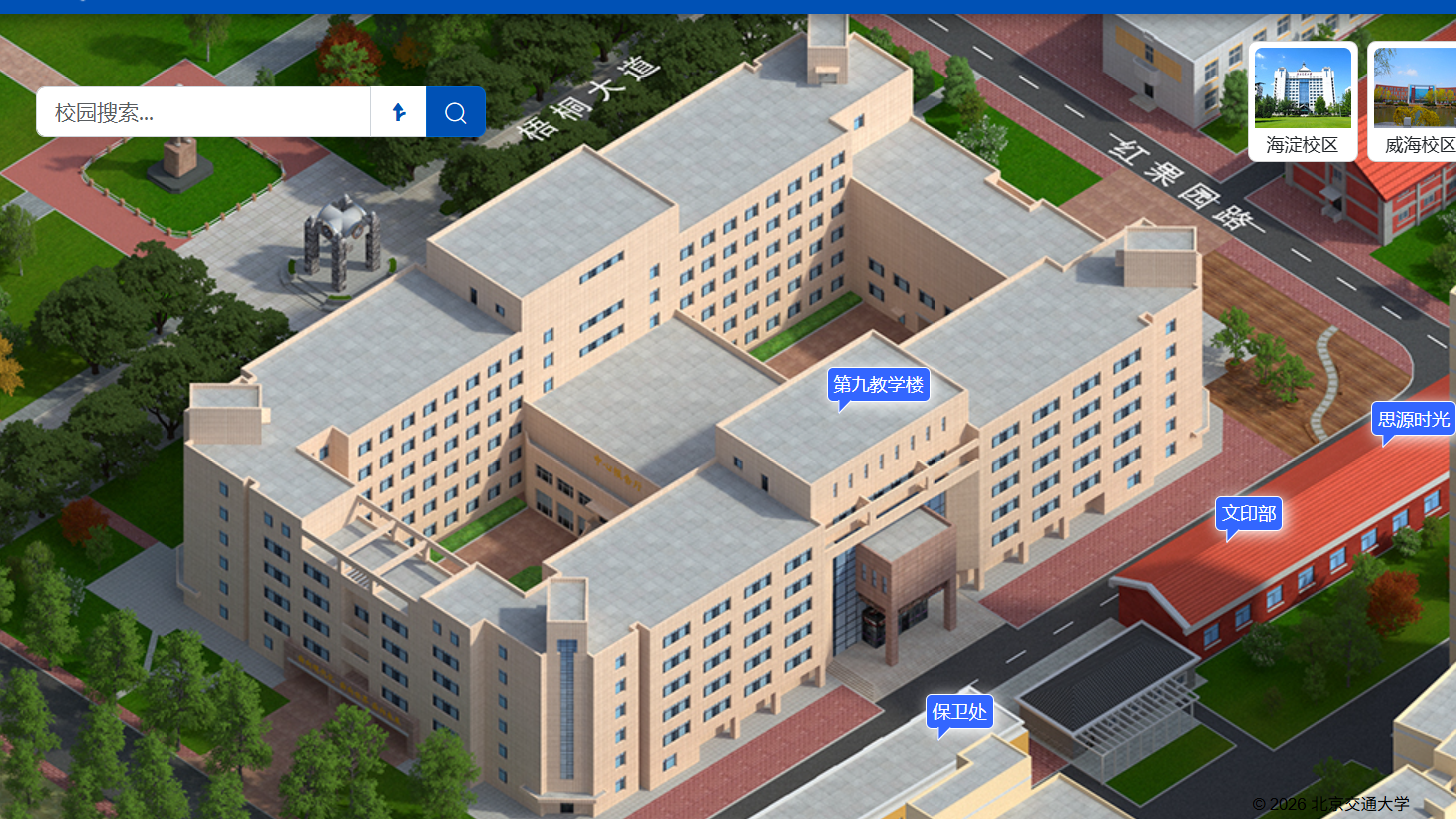 校园搜索...
梧桐大道
红果园路
海淀校区
威海校区
第九教学楼
思源时光
文印部
保卫处
© 2026 北京交通大学